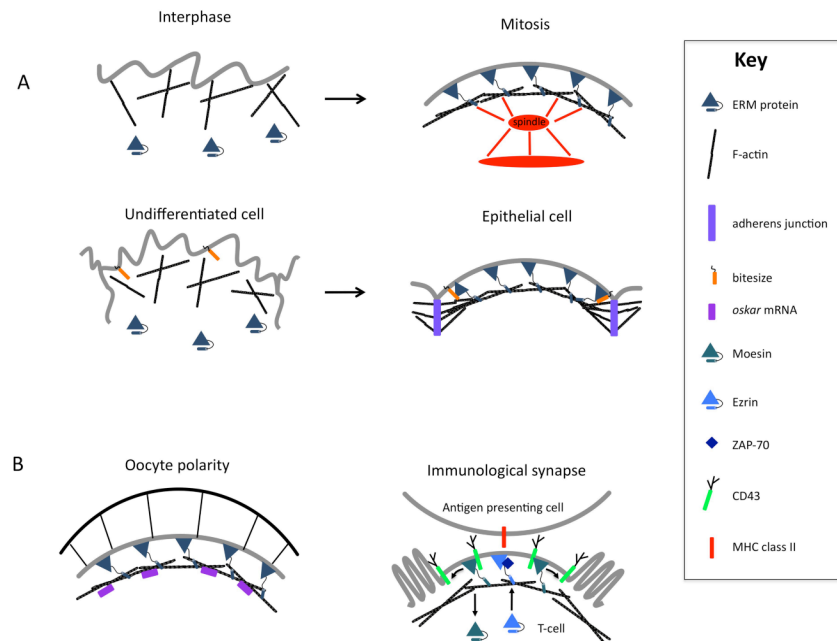 Interphase
Mitosis
A
spindle
Undifferentiated cell
Epithelial cell
B
Oocyte polarity
Immunological synapse
Antigen presenting cell
T-cell
Key
ERM protein
F-actin
adherens junction
bitesize
oskar mRNA
Moesin
Ezrin
ZAP-70
CD43
MHC class II